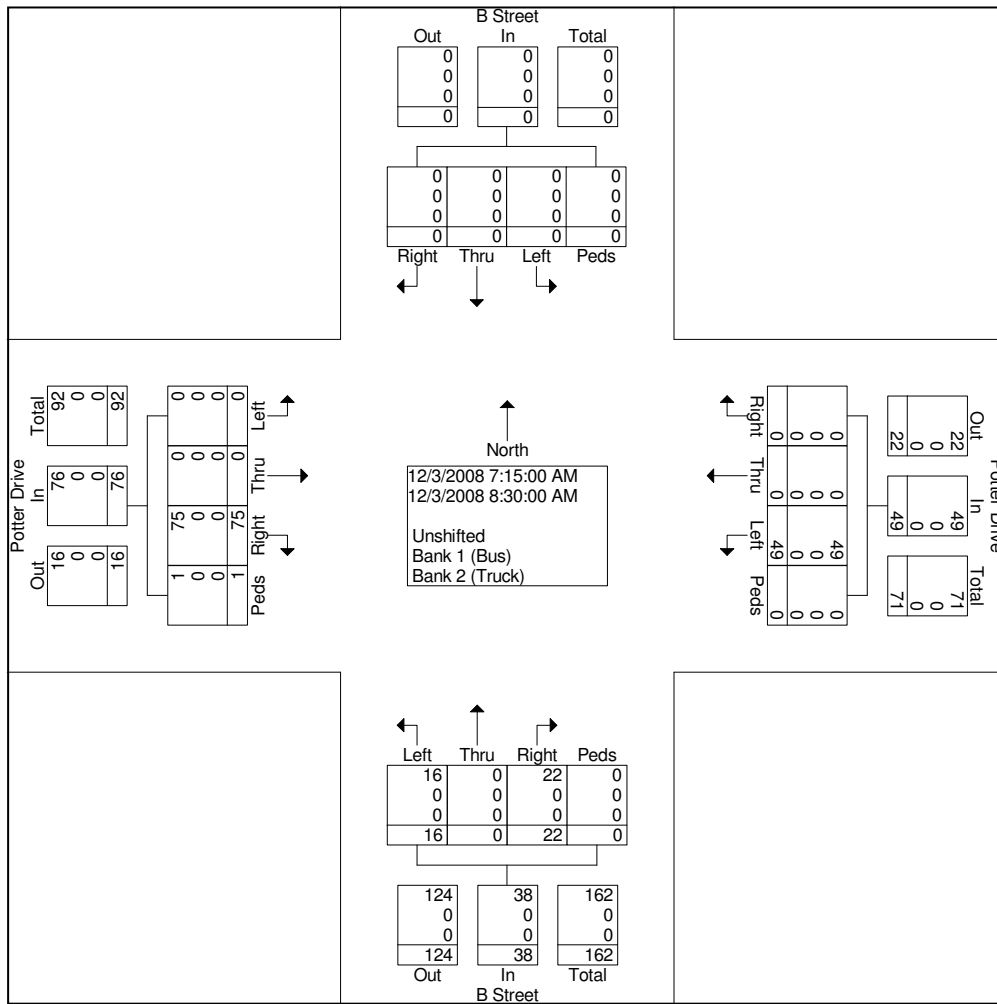 B Street
Out In Total
0 0 0
0 0 0
0 0 0
0 0 0
0 0 0 0
0 0 0 0
0 0 0 0
0 0 0 0
Right Thru Left Peds
Potter Drive
Total In Out
92 76 16
0 0 0
0 0 0
92 76 16
0 0 75 1
0 0 0 0
0 0 0 0
0 0 75 1
Left Thru Right Peds
North
12/3/2008 7:15:00 AM
12/3/2008 8:30:00 AM
Unshifted
Bank 1 (Bus)
Bank 2 (Truck)
Right Thru Left Peds
0 0 49 0
0 0 0 0
0 0 0 0
0 0 49 0
Out In Total
22 49 71
0 0 0
0 0 0
22 49 71
Potter Drive
Left Thru Right Peds
16 0 22 0
0 0 0 0
0 0 0 0
16 0 22 0
124 38 162
0 0 0
0 0 0
124 38 162
Out In Total
B Street